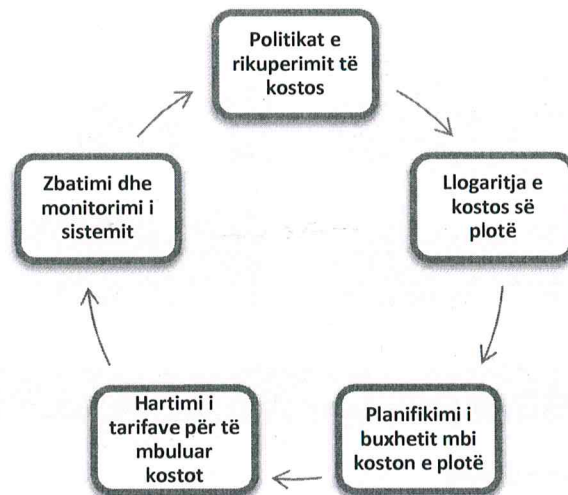 Politikat e
rikuperimit të
kostos
Llogaritja e
kostos së
plotë
Planifikimi i
buxhetit mbi
koston e plotë
Hartimi i
tarifave për të
mbuluar
kostot
Zbatimi dhe
monitorimi i
sistemit